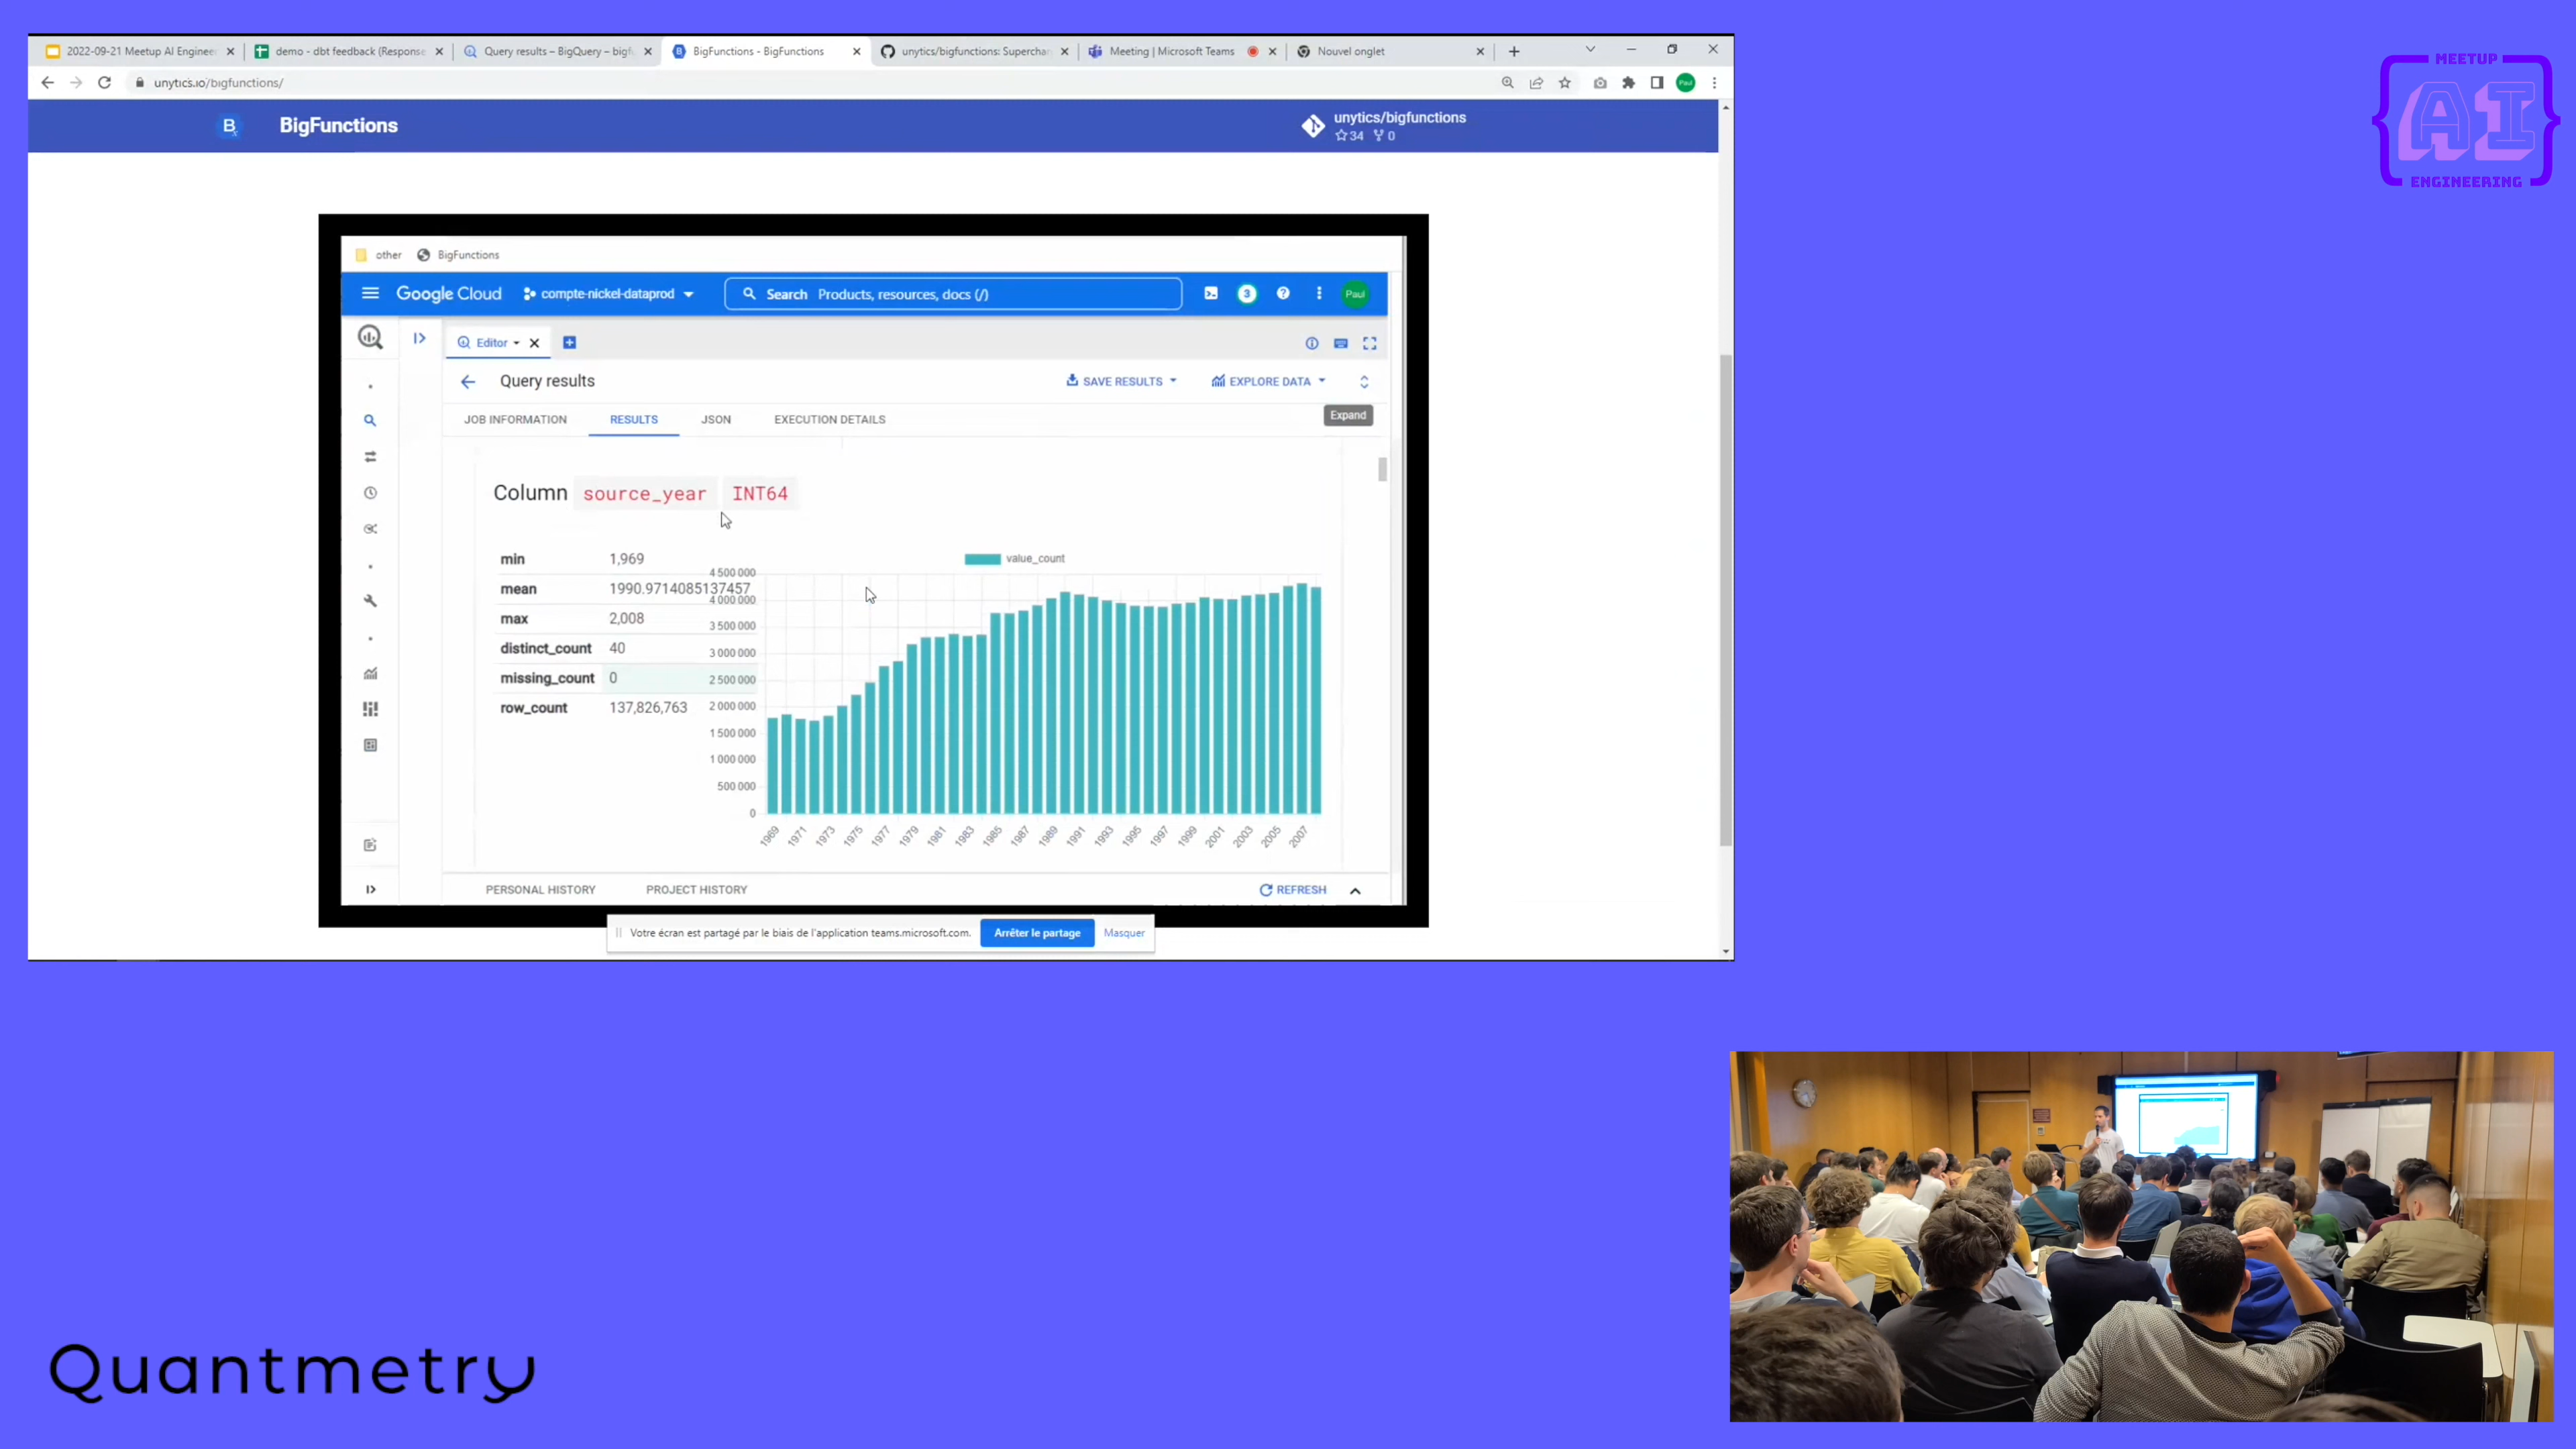 2022-09-21 Meetup AI Engineer
demo - dbt feedback (Response
Query results – BigQuery – bigf
BigFunctions - BigFunctions
unytics/bigfunctions: Superchar
Meeting | Microsoft Teams
Nouvel onglet
unytics.io/bigfunctions/
Paul
BigFunctions
unytics/bigfunctions
34 0
MEETUP
AI
ENGINEERING
other BigFunctions
Google Cloud compte-nickel-dataprod Search Products, resources, docs (/) 3 Paul
Editor
Query results SAVE RESULTS EXPLORE DATA
JOB INFORMATION RESULTS JSON EXECUTION DETAILS Expand
Column source_year INT64
min 1,969
mean 1990.9714085137457
max 2,008
distinct_count 40
missing_count 0
row_count 137,826,763
value_count
4 500 000
4 000 000
3 500 000
3 000 000
2 500 000
2 000 000
1 500 000
1 000 000
500 000
0
1969 1971 1973 1975 1977 1979 1981 1983 1985 1987 1989 1991 1993 1995 1997 1999 2001 2003 2005 2007
PERSONAL HISTORY PROJECT HISTORY REFRESH
Votre écran est partagé par le biais de l'application teams.microsoft.com. Arrêter le partage Masquer
Quantmetry